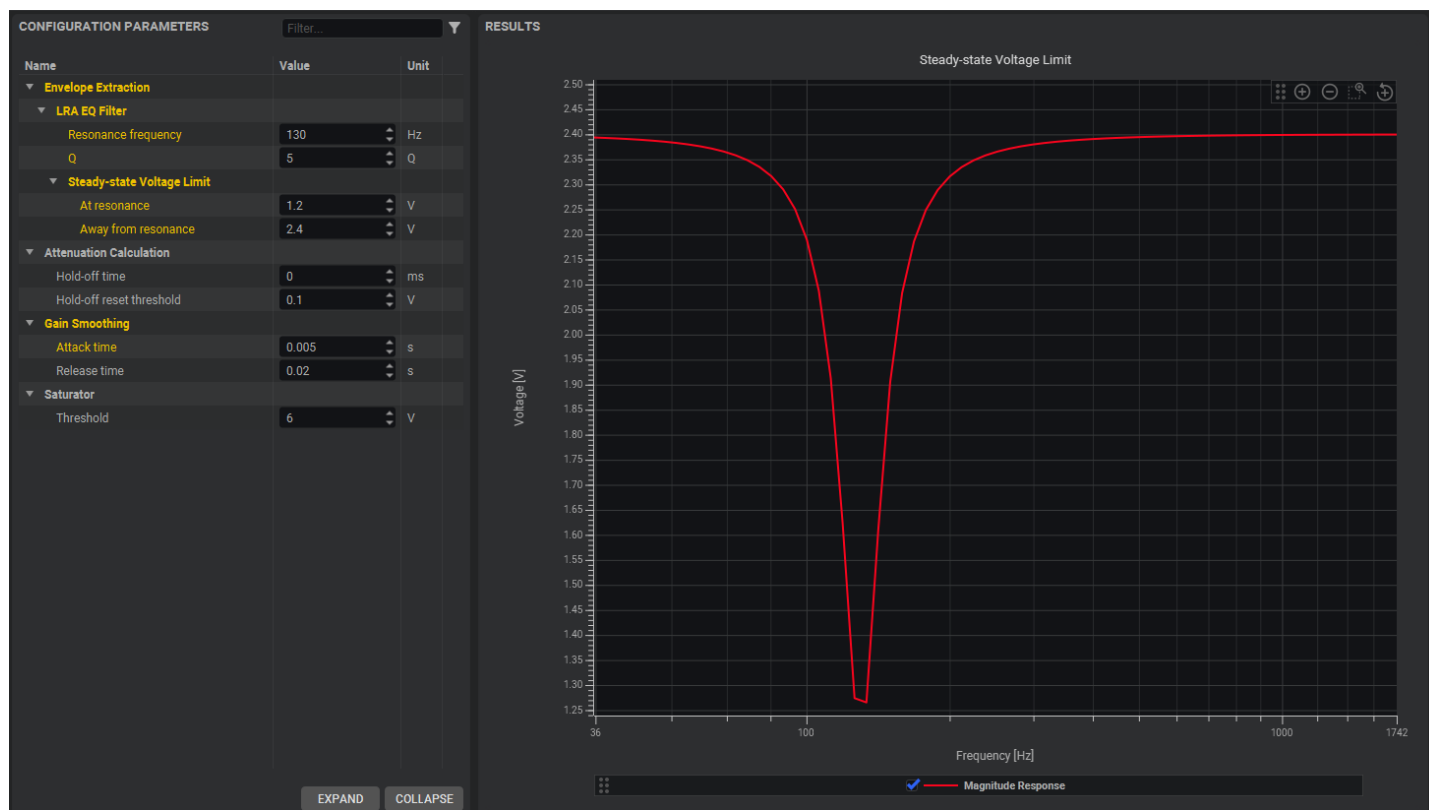 CONFIGURATION PARAMETERS
Filter...
Name Value Unit
Envelope Extraction
LRA EQ Filter
Resonance frequency 130 Hz
Q 5 Q
Steady-state Voltage Limit
At resonance 1.2 V
Away from resonance 2.4 V
Attenuation Calculation
Hold-off time 0 ms
Hold-off reset threshold 0.1 V
Gain Smoothing
Attack time 0.005 s
Release time 0.02 s
Saturator
Threshold 6 V
EXPAND COLLAPSE
RESULTS
Steady-state Voltage Limit
2.50
2.45
2.40
2.35
2.30
2.25
2.20
2.15
2.10
2.05
2.00
1.95
1.90
1.85
1.80
1.75
1.70
1.65
1.60
1.55
1.50
1.45
1.40
1.35
1.30
1.25
Voltage [V]
36 100 1000 1742
Frequency [Hz]
Magnitude Response